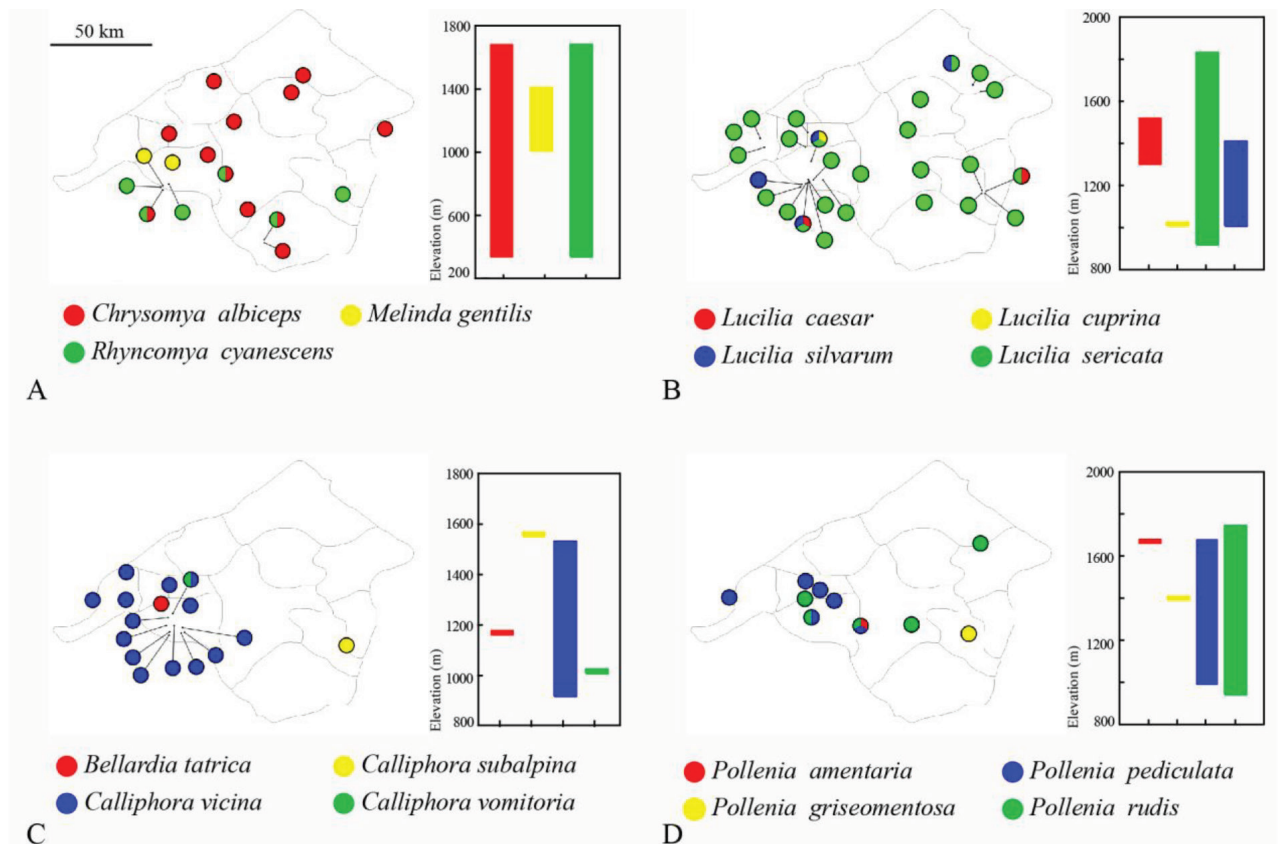 50 km
1800
1400
1000
600
200
Elevation (m)
Chrysomya albiceps
Melinda gentilis
Rhyncomya cyanescens
A
2000
1600
1200
800
Elevation (m)
Lucilia caesar
Lucilia cuprina
Lucilia silvarum
Lucilia sericata
B
1800
1600
1400
1200
1000
800
Elevation (m)
Bellardia tatrica
Calliphora subalpina
Calliphora vicina
Calliphora vomitoria
C
2000
1600
1200
800
Elevation (m)
Pollenia amentaria
Pollenia pediculata
Pollenia griseomentosa
Pollenia rudis
D